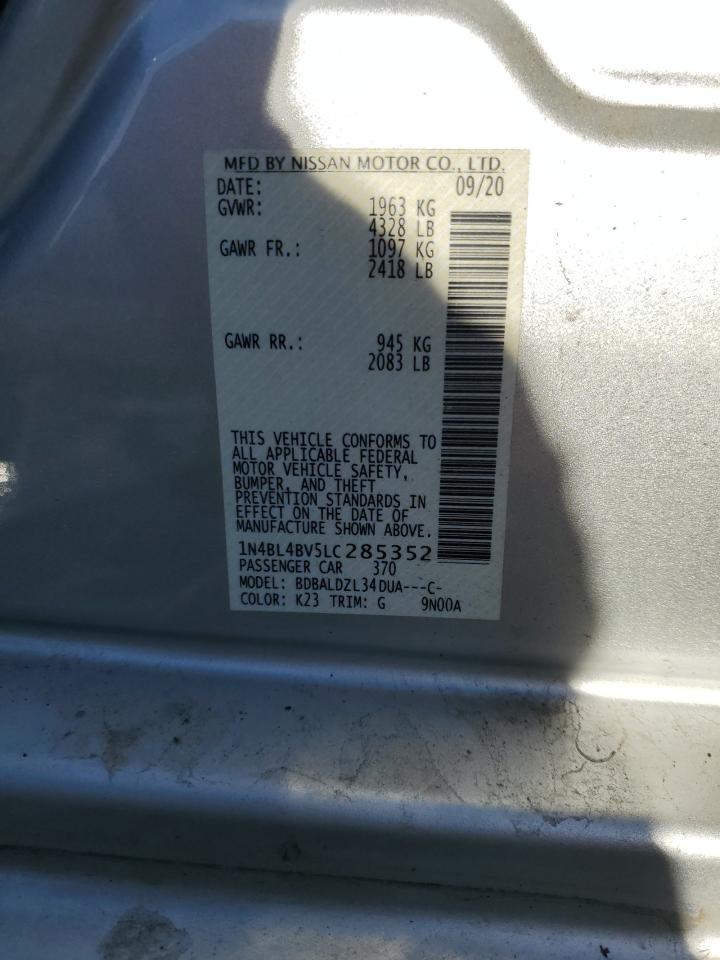 MFD BY NISSAN MOTOR CO., LTD.
DATE: 09/20
GVWR: 1963 KG
4328 LB
GAWR FR.: 1097 KG
2418 LB
GAWR RR.: 945 KG
2083 LB
THIS VEHICLE CONFORMS TO
ALL APPLICABLE FEDERAL
MOTOR VEHICLE SAFETY,
BUMPER, AND THEFT
PREVENTION STANDARDS IN
EFFECT ON THE DATE OF
MANUFACTURE SHOWN ABOVE.
1N4BL4BV5LC285352
PASSENGER CAR 370
MODEL: BDBALDZL34DUA---C-
COLOR: K23 TRIM: G 9N00A